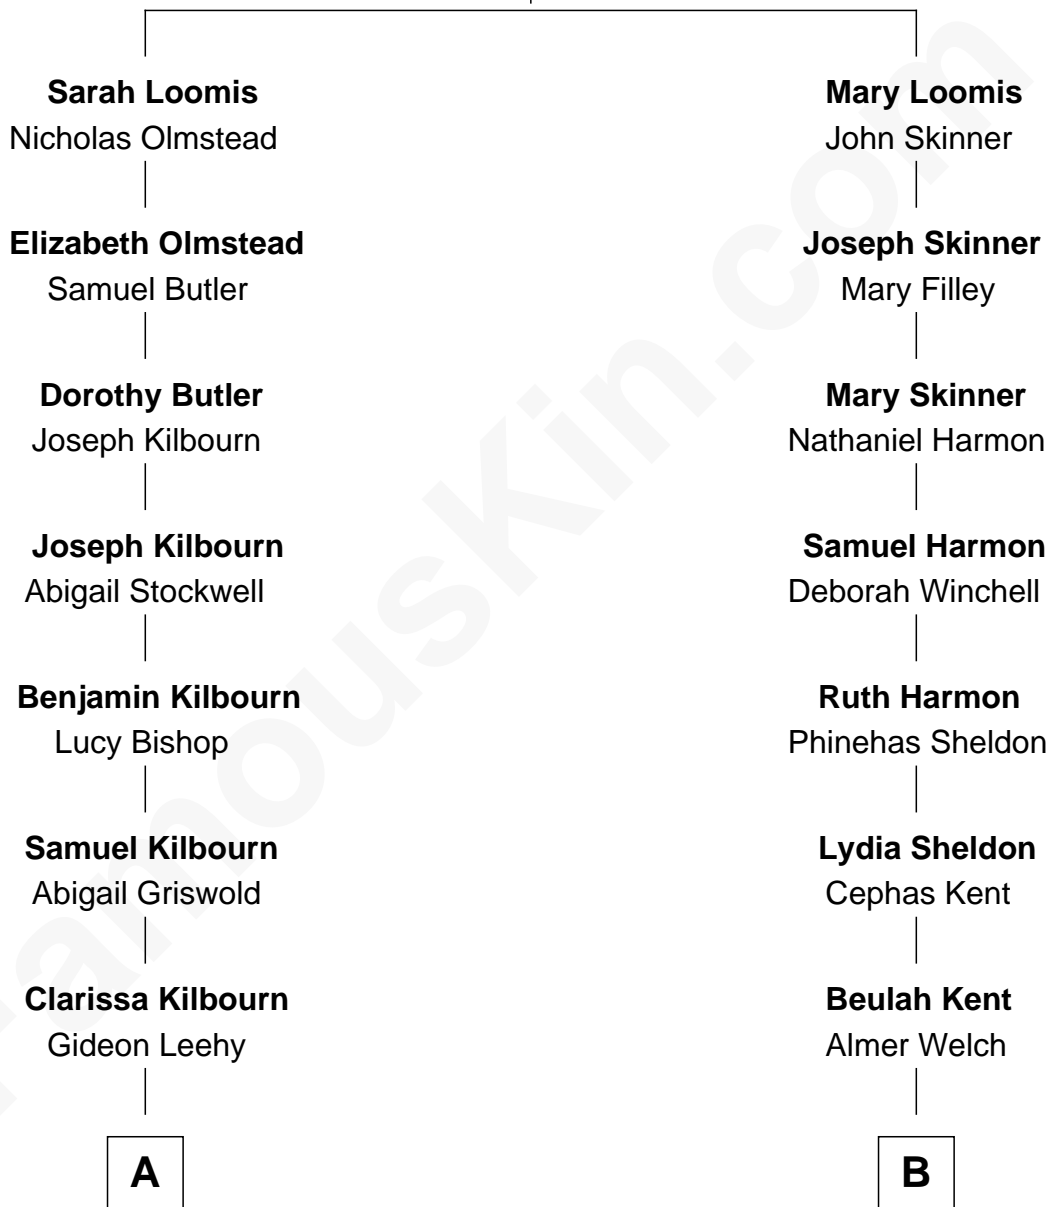 Sarah Loomis
Nicholas Olmstead
Elizabeth Olmstead
Samuel Butler
Dorothy Butler
Joseph Kilbourn
Joseph Kilbourn
Abigail Stockwell
Benjamin Kilbourn
Lucy Bishop
Samuel Kilbourn
Abigail Griswold
Clarissa Kilbourn
Gideon Leehy
A
Mary Loomis
John Skinner
Joseph Skinner
Mary Filley
Mary Skinner
Nathaniel Harmon
Samuel Harmon
Deborah Winchell
Ruth Harmon
Phinehas Sheldon
Lydia Sheldon
Cephas Kent
Beulah Kent
Almer Welch
B
FamousKin.com